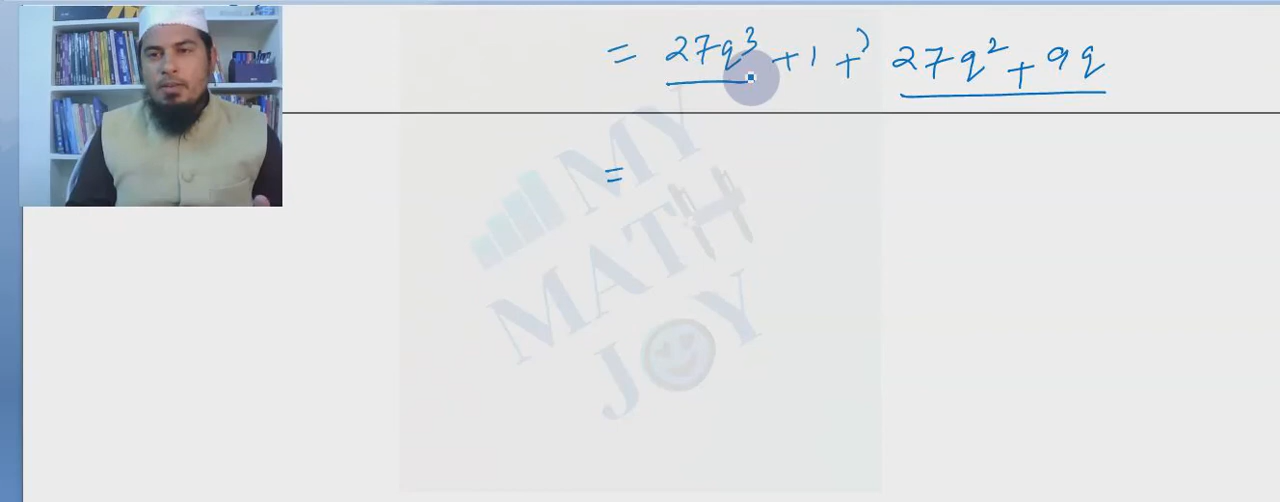 = 27q³ + 1 + 27q² + 9q
=
MY
MATH
JOY